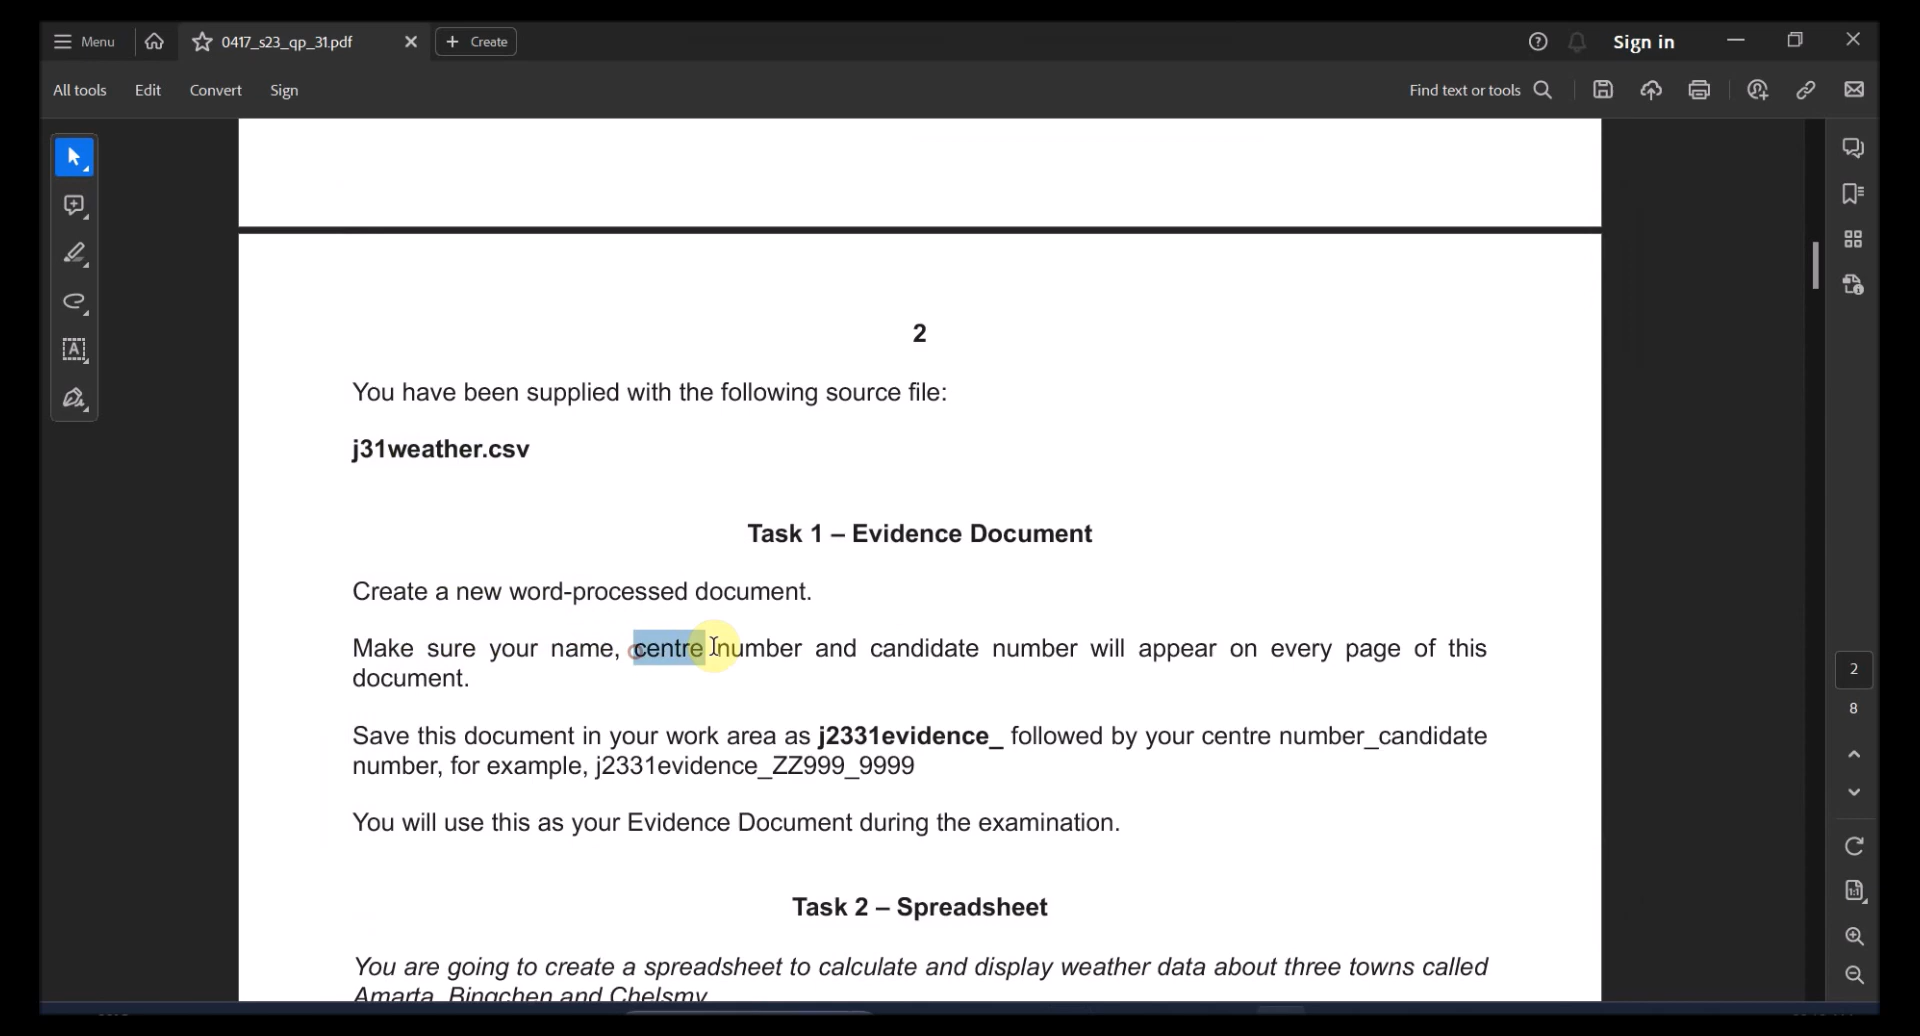 Menu
0417_s23_qp_31.pdf
Create
Sign in
All tools
Edit
Convert
Sign
Find text or tools
2
You have been supplied with the following source file:
j31weather.csv
Task 1 – Evidence Document
Create a new word-processed document.
Make sure your name, centre number and candidate number will appear on every page of this
document.
Save this document in your work area as j2331evidence_ followed by your centre number_candidate
number, for example, j2331evidence_ZZ999_9999
You will use this as your Evidence Document during the examination.
Task 2 – Spreadsheet
You are going to create a spreadsheet to calculate and display weather data about three towns called
Amarta, Bingchen and Chelsmy
2
8